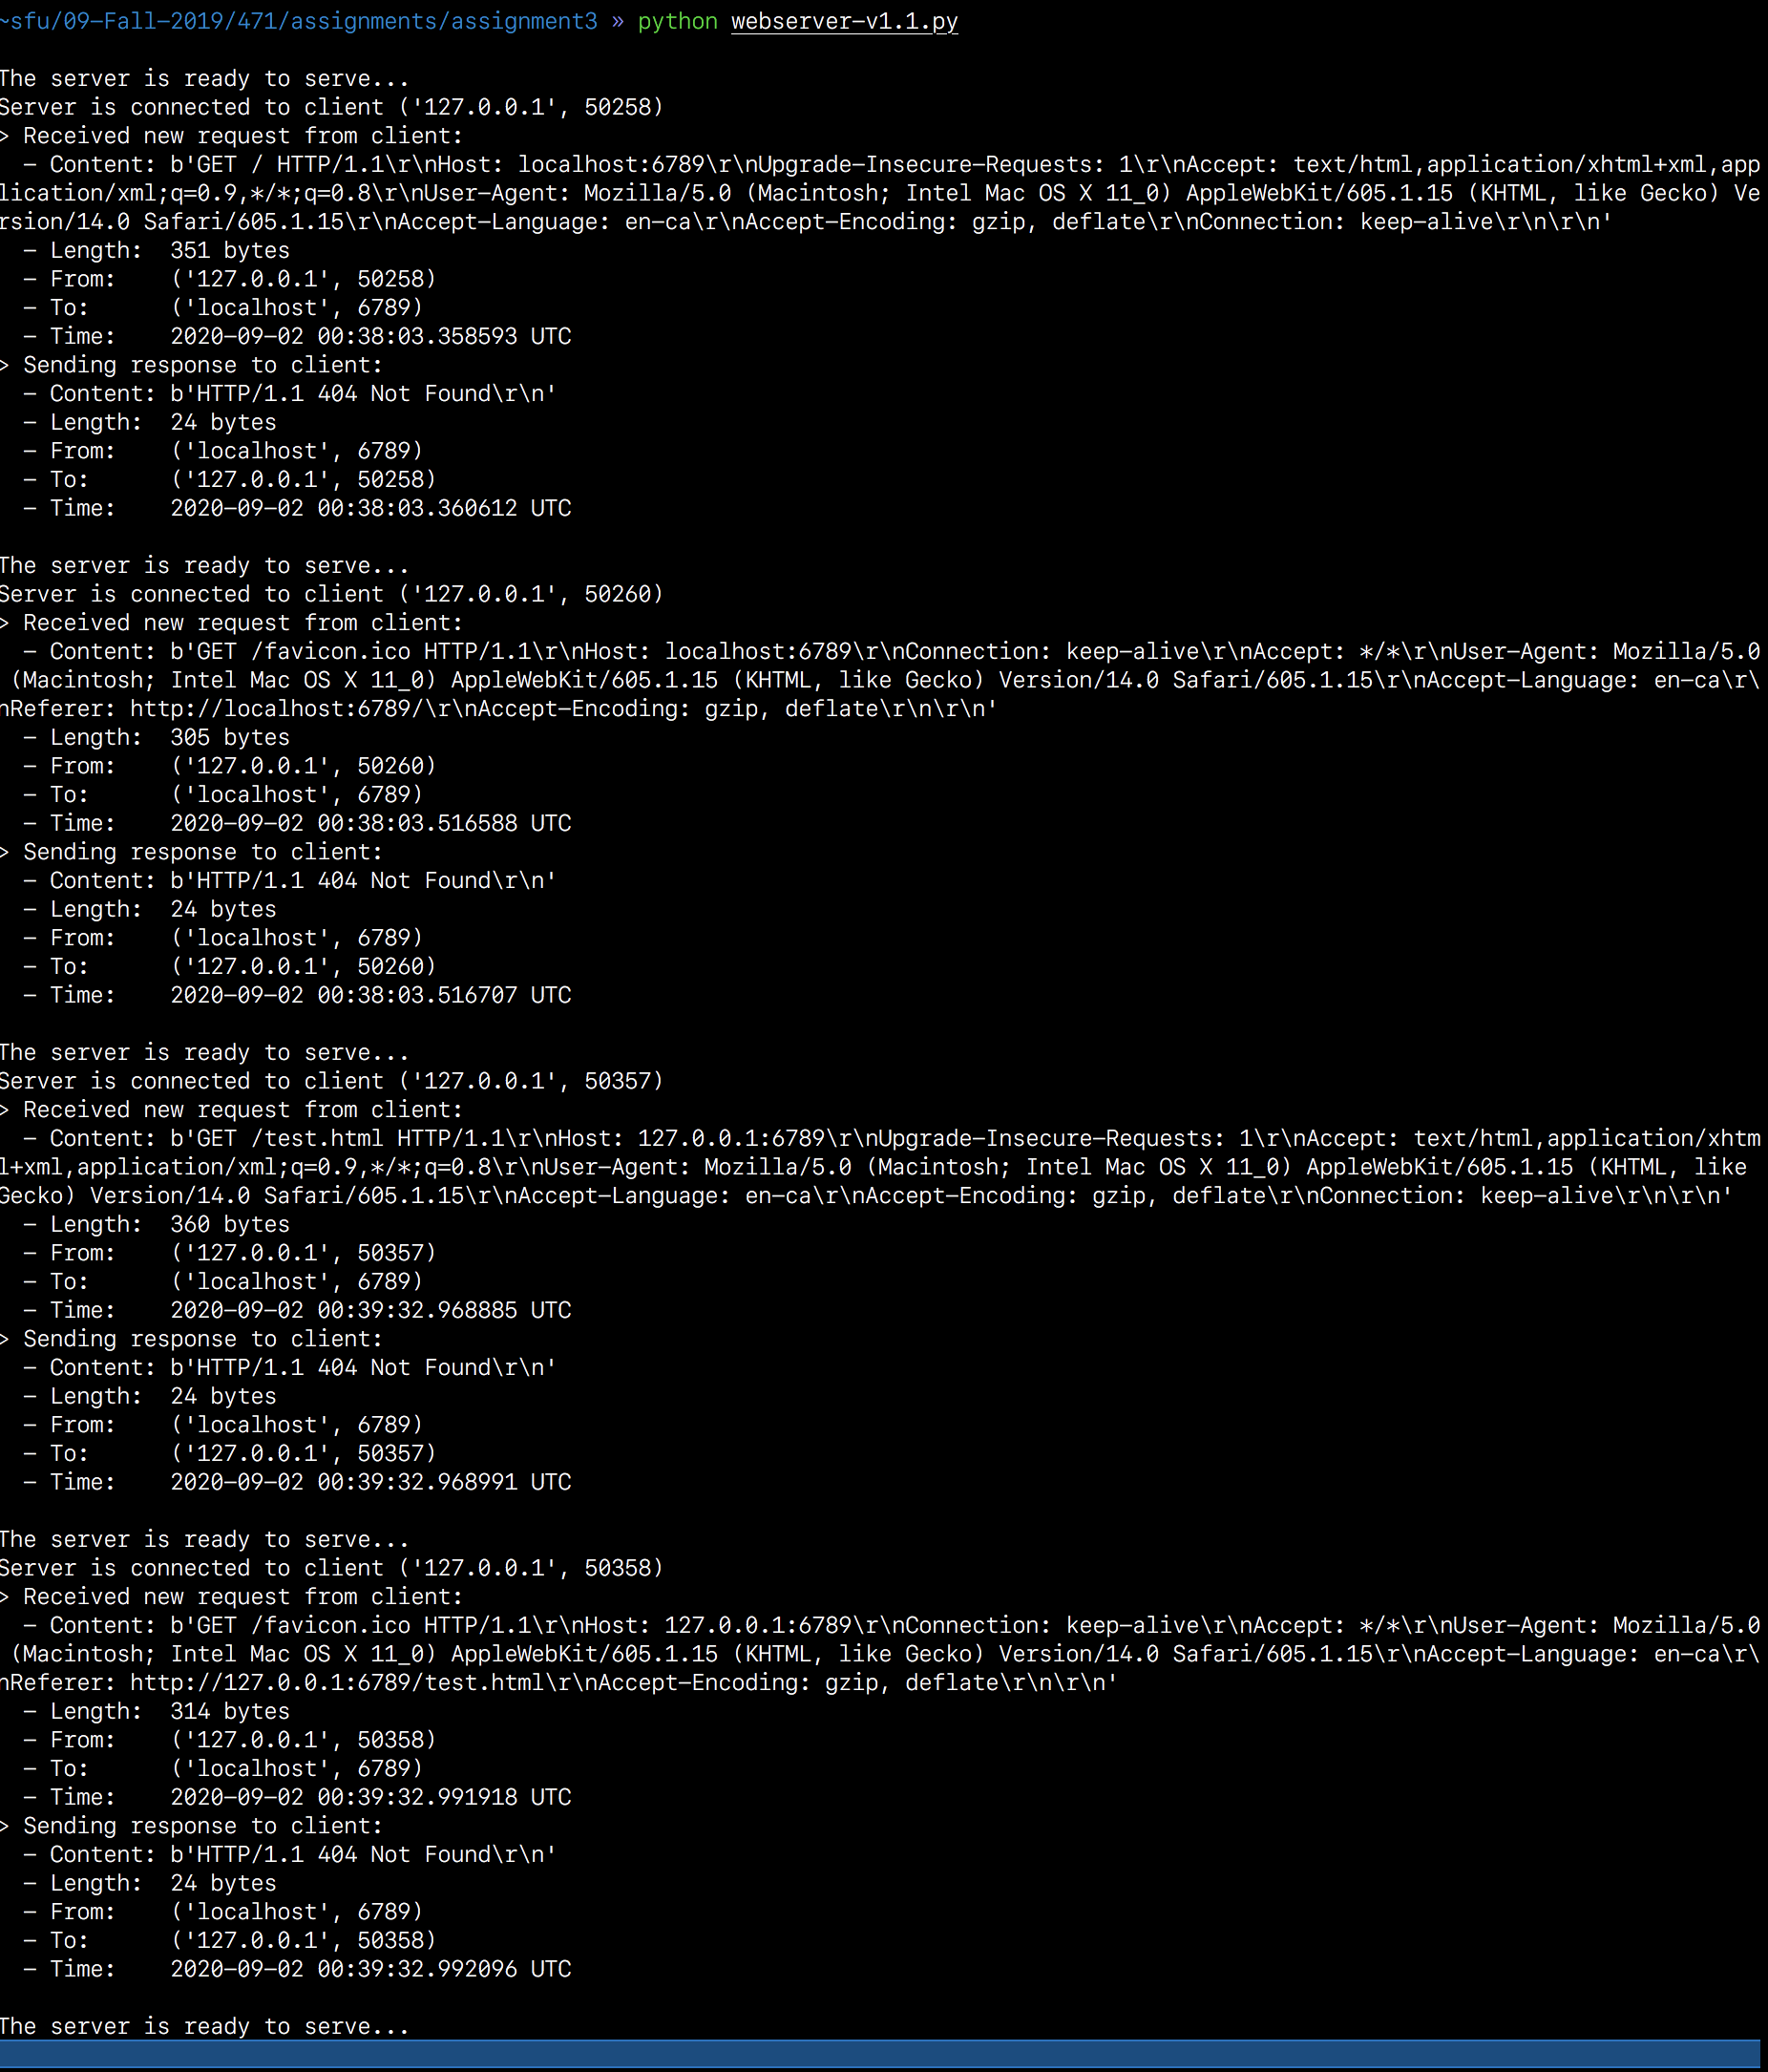 ~sfu/09-Fall-2019/471/assignments/assignment3 » python webserver-v1.1.py
The server is ready to serve...
Server is connected to client ('127.0.0.1', 50258)
> Received new request from client:
  - Content: b'GET / HTTP/1.1\r\nHost: localhost:6789\r\nUpgrade-Insecure-Requests: 1\r\nAccept: text/html,application/xhtml+xml,app
lication/xml;q=0.9,*/*;q=0.8\r\nUser-Agent: Mozilla/5.0 (Macintosh; Intel Mac OS X 11_0) AppleWebKit/605.1.15 (KHTML, like Gecko) Ve
rsion/14.0 Safari/605.1.15\r\nAccept-Language: en-ca\r\nAccept-Encoding: gzip, deflate\r\nConnection: keep-alive\r\n\r\n'
  - Length:  351 bytes
  - From:    ('127.0.0.1', 50258)
  - To:      ('localhost', 6789)
  - Time:    2020-09-02 00:38:03.358593 UTC
> Sending response to client:
  - Content: b'HTTP/1.1 404 Not Found\r\n'
  - Length:  24 bytes
  - From:    ('localhost', 6789)
  - To:      ('127.0.0.1', 50258)
  - Time:    2020-09-02 00:38:03.360612 UTC
The server is ready to serve...
Server is connected to client ('127.0.0.1', 50260)
> Received new request from client:
  - Content: b'GET /favicon.ico HTTP/1.1\r\nHost: localhost:6789\r\nConnection: keep-alive\r\nAccept: */*\r\nUser-Agent: Mozilla/5.0
 (Macintosh; Intel Mac OS X 11_0) AppleWebKit/605.1.15 (KHTML, like Gecko) Version/14.0 Safari/605.1.15\r\nAccept-Language: en-ca\r\
nReferer: http://localhost:6789/\r\nAccept-Encoding: gzip, deflate\r\n\r\n'
  - Length:  305 bytes
  - From:    ('127.0.0.1', 50260)
  - To:      ('localhost', 6789)
  - Time:    2020-09-02 00:38:03.516588 UTC
> Sending response to client:
  - Content: b'HTTP/1.1 404 Not Found\r\n'
  - Length:  24 bytes
  - From:    ('localhost', 6789)
  - To:      ('127.0.0.1', 50260)
  - Time:    2020-09-02 00:38:03.516707 UTC
The server is ready to serve...
Server is connected to client ('127.0.0.1', 50357)
> Received new request from client:
  - Content: b'GET /test.html HTTP/1.1\r\nHost: 127.0.0.1:6789\r\nUpgrade-Insecure-Requests: 1\r\nAccept: text/html,application/xhtm
l+xml,application/xml;q=0.9,*/*;q=0.8\r\nUser-Agent: Mozilla/5.0 (Macintosh; Intel Mac OS X 11_0) AppleWebKit/605.1.15 (KHTML, like
Gecko) Version/14.0 Safari/605.1.15\r\nAccept-Language: en-ca\r\nAccept-Encoding: gzip, deflate\r\nConnection: keep-alive\r\n\r\n'
  - Length:  360 bytes
  - From:    ('127.0.0.1', 50357)
  - To:      ('localhost', 6789)
  - Time:    2020-09-02 00:39:32.968885 UTC
> Sending response to client:
  - Content: b'HTTP/1.1 404 Not Found\r\n'
  - Length:  24 bytes
  - From:    ('localhost', 6789)
  - To:      ('127.0.0.1', 50357)
  - Time:    2020-09-02 00:39:32.968991 UTC
The server is ready to serve...
Server is connected to client ('127.0.0.1', 50358)
> Received new request from client:
  - Content: b'GET /favicon.ico HTTP/1.1\r\nHost: 127.0.0.1:6789\r\nConnection: keep-alive\r\nAccept: */*\r\nUser-Agent: Mozilla/5.0
 (Macintosh; Intel Mac OS X 11_0) AppleWebKit/605.1.15 (KHTML, like Gecko) Version/14.0 Safari/605.1.15\r\nAccept-Language: en-ca\r\
nReferer: http://127.0.0.1:6789/test.html\r\nAccept-Encoding: gzip, deflate\r\n\r\n'
  - Length:  314 bytes
  - From:    ('127.0.0.1', 50358)
  - To:      ('localhost', 6789)
  - Time:    2020-09-02 00:39:32.991918 UTC
> Sending response to client:
  - Content: b'HTTP/1.1 404 Not Found\r\n'
  - Length:  24 bytes
  - From:    ('localhost', 6789)
  - To:      ('127.0.0.1', 50358)
  - Time:    2020-09-02 00:39:32.992096 UTC
The server is ready to serve...